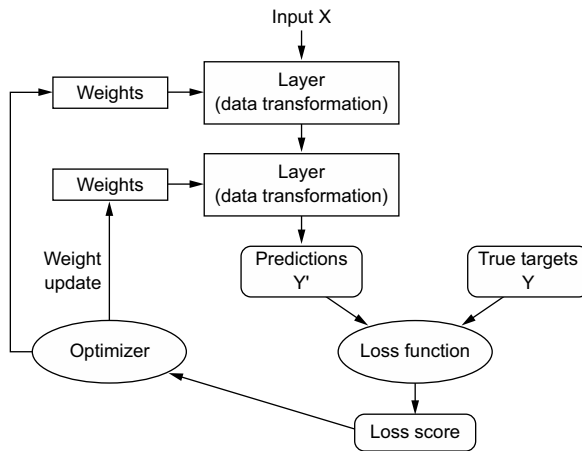 Input X
Weights
Layer
(data transformation)
Weights
Layer
(data transformation)
Weight
update
Predictions
Y'
True targets
Y
Optimizer
Loss function
Loss score